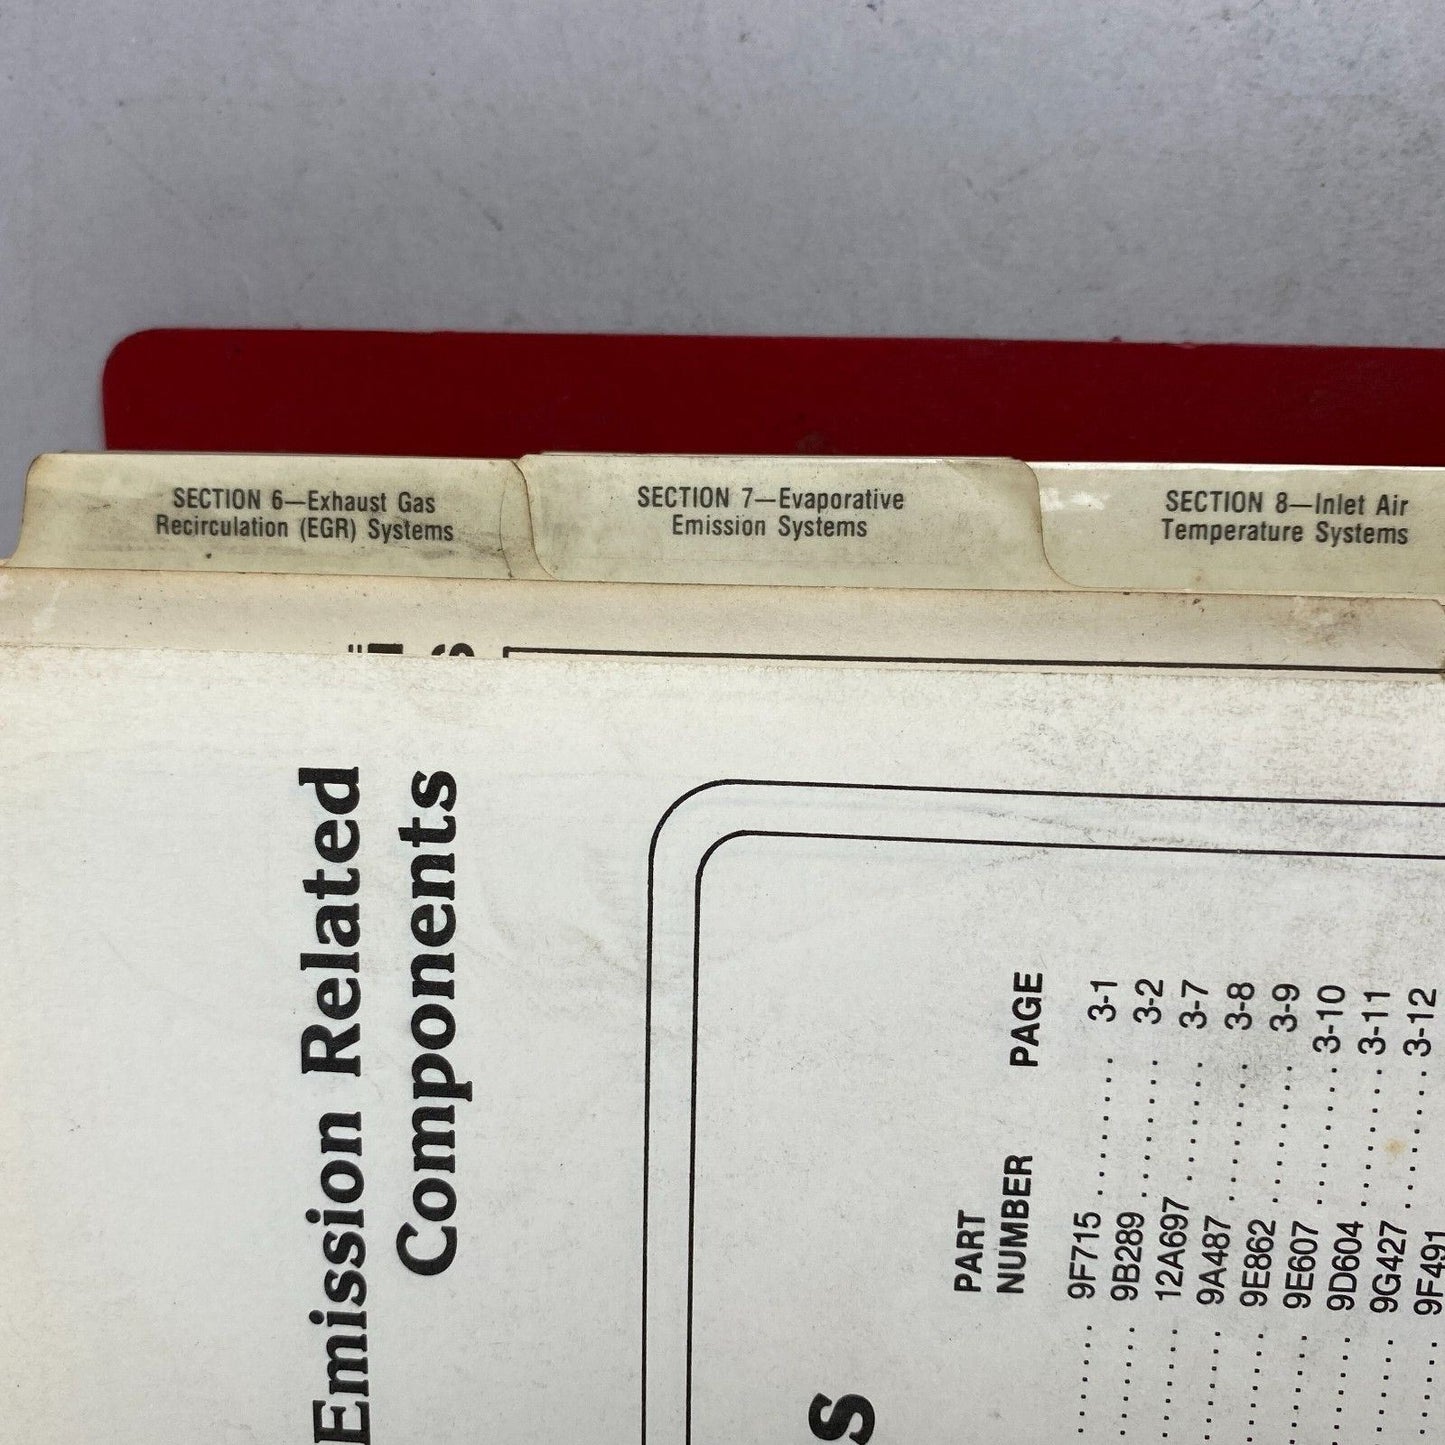 SECTION 6—Exhaust Gas
Recirculation (EGR) Systems
SECTION 7—Evaporative
Emission Systems
SECTION 8—Inlet Air
Temperature Systems
Emission Related
Components
PART
NUMBER PAGE
9F715 ........ 3-1
9B289 ........ 3-2
12A697 ....... 3-7
9A487 ........ 3-8
9E862 ........ 3-9
9E607 ........ 3-10
9D604 ........ 3-11
9G427 ........ 3-12
9F491